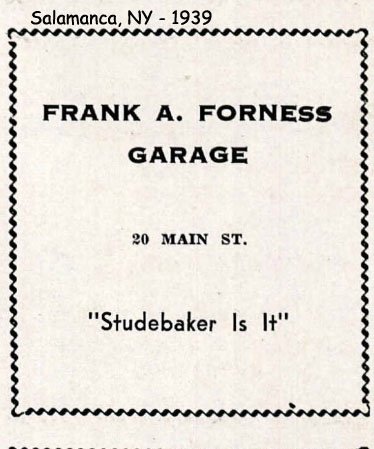 Salamanca, NY - 1939
FRANK A. FORNESS
GARAGE
20 MAIN ST.
"Studebaker Is It"